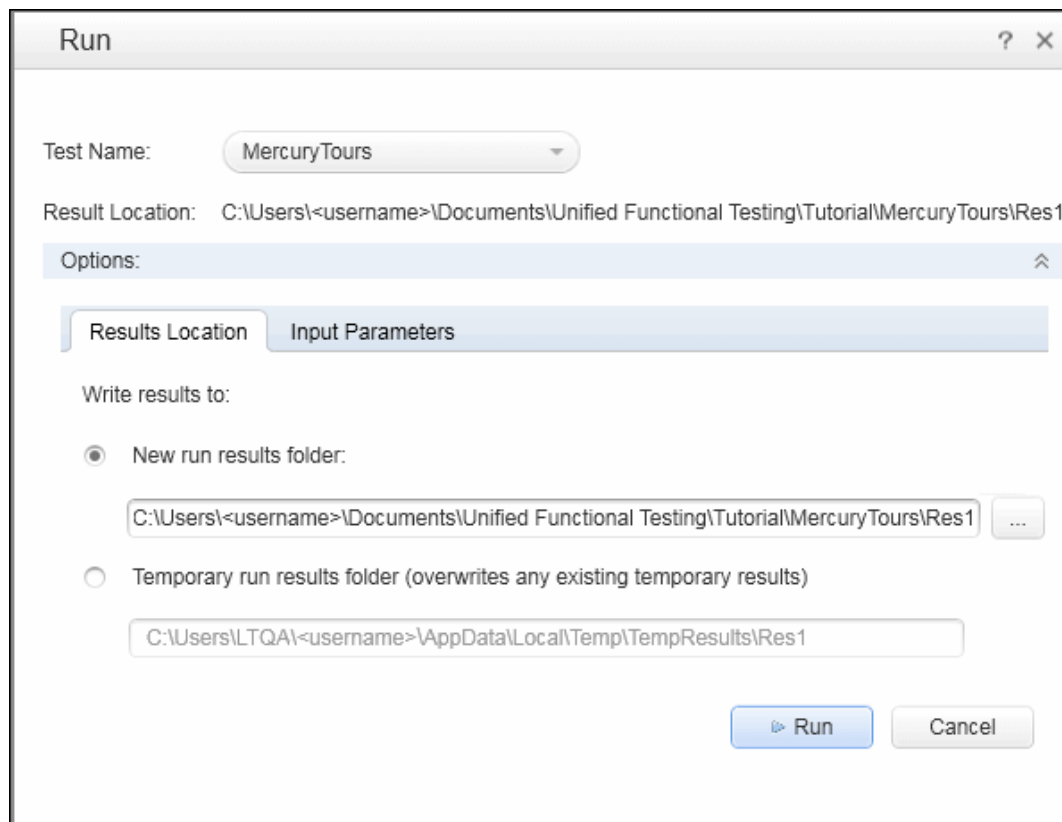 Run ? ×
Test Name: MercuryTours
Result Location: C:\Users\<username>\Documents\Unified Functional Testing\Tutorial\MercuryTours\Res1
Options:
Results Location Input Parameters
Write results to:
New run results folder:
C:\Users\<username>\Documents\Unified Functional Testing\Tutorial\MercuryTours\Res1 ...
Temporary run results folder (overwrites any existing temporary results)
C:\Users\LTQA\<username>\AppData\Local\Temp\TempResults\Res1
Run Cancel